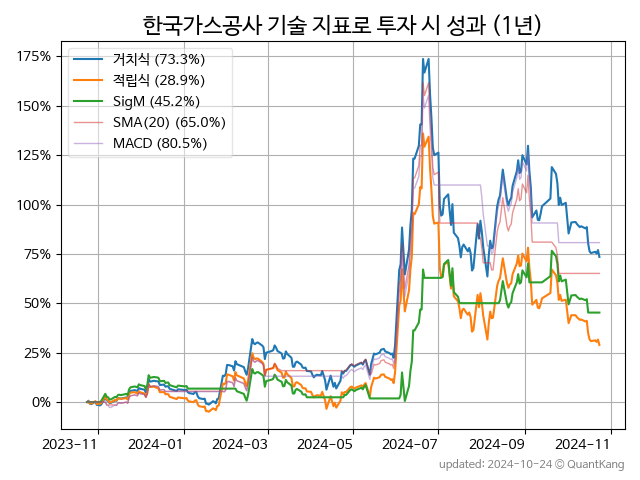 한국가스공사 기술 지표로 투자 시 성과 (1년)
175%
150%
125%
100%
75%
50%
25%
0%
거치식 (73.3%)
적립식 (28.9%)
SigM (45.2%)
SMA(20) (65.0%)
MACD (80.5%)
2023-11
2024-01
2024-03
2024-05
2024-07
2024-09
2024-11
updated: 2024-10-24 @ QuantKang